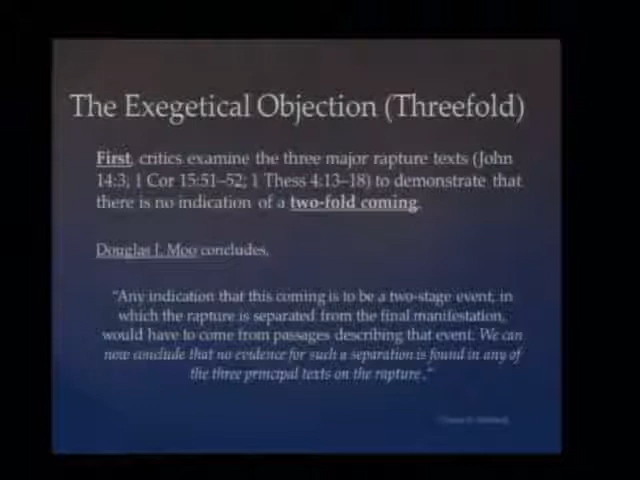 The Exegetical Objection (Threefold)
First, critics examine the three major rapture texts (John
14:3; 1 Cor 15:51–52; 1 Thess 4:13–18) to demonstrate that
there is no indication of a two-fold coming.
Douglas J. Moo concludes,
“Any indication that this coming is to be a two-stage event, in
which the rapture is separated from the final manifestation,
would have to come from passages describing that event. We can
now conclude that no evidence for such a separation is found in any of
the three principal texts on the rapture.”